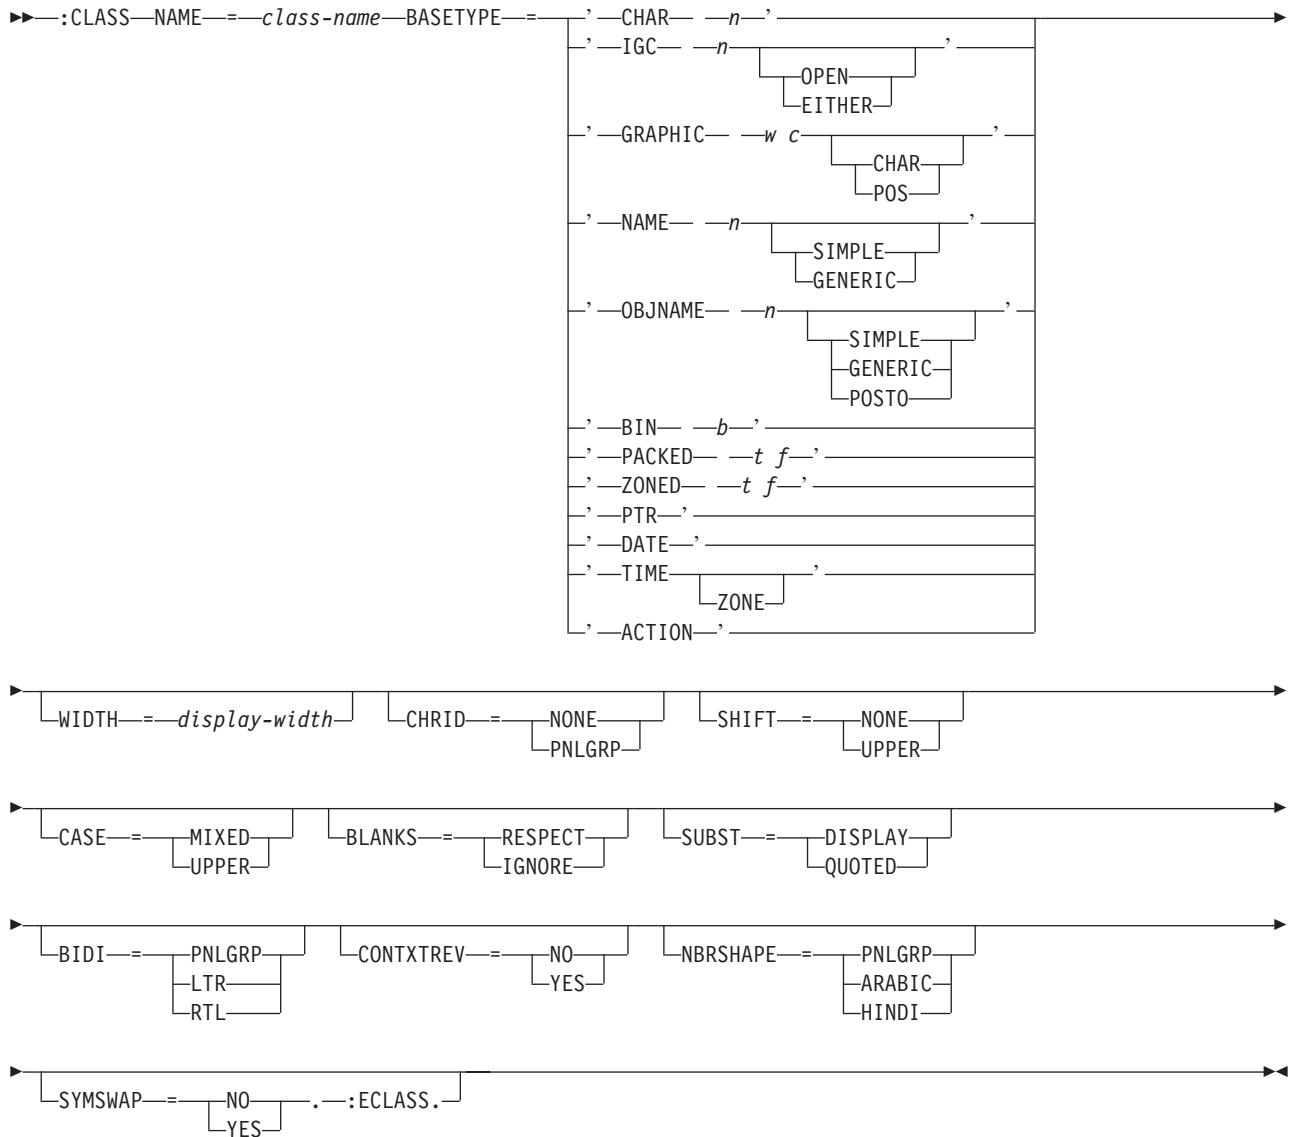 :CLASS NAME = class-name BASETYPE = ’ CHAR n ’
’ IGC n ’
OPEN
EITHER
’ GRAPHIC w c ’
CHAR
POS
’ NAME n ’
SIMPLE
GENERIC
’ OBJNAME n ’
SIMPLE
GENERIC
POSTO
’ BIN b ’
’ PACKED t f ’
’ ZONED t f ’
’ PTR ’
’ DATE ’
’ TIME ’
ZONE
’ ACTION ’
WIDTH = display-width CHRID = NONE SHIFT = NONE
PNLGRP UPPER
CASE = MIXED BLANKS = RESPECT SUBST = DISPLAY
UPPER IGNORE QUOTED
BIDI = PNLGRP CONTXTREV = NO NBRSHAPE = PNLGRP
LTR YES ARABIC
RTL HINDI
SYMSWAP = NO . :ECLASS.
YES